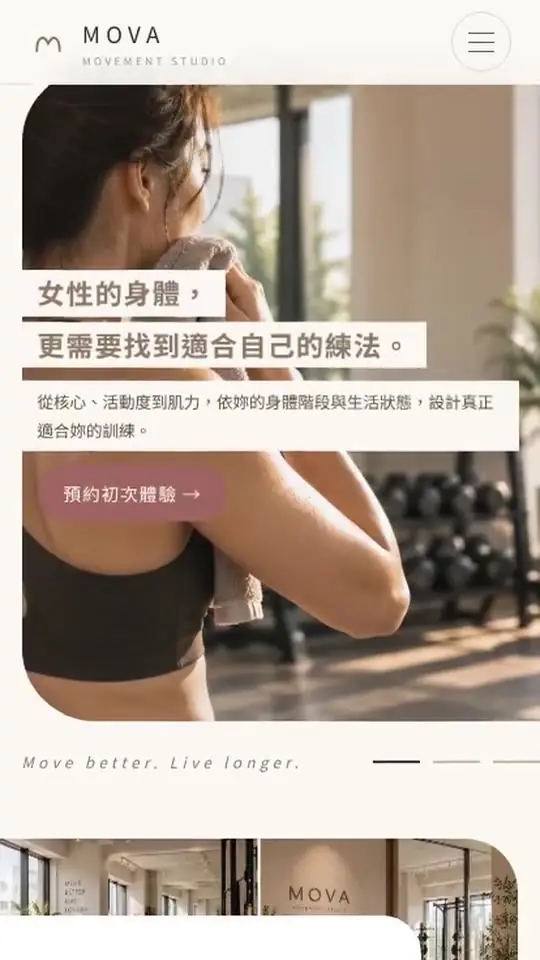 MOVA
MOVEMENT STUDIO
女性的身體，
更需要找到適合自己的練法。
從核心、活動度到肌力，依妳的身體階段與生活狀態，設計真正
適合妳的訓練。
預約初次體驗 →
Move better. Live longer.
MOVA